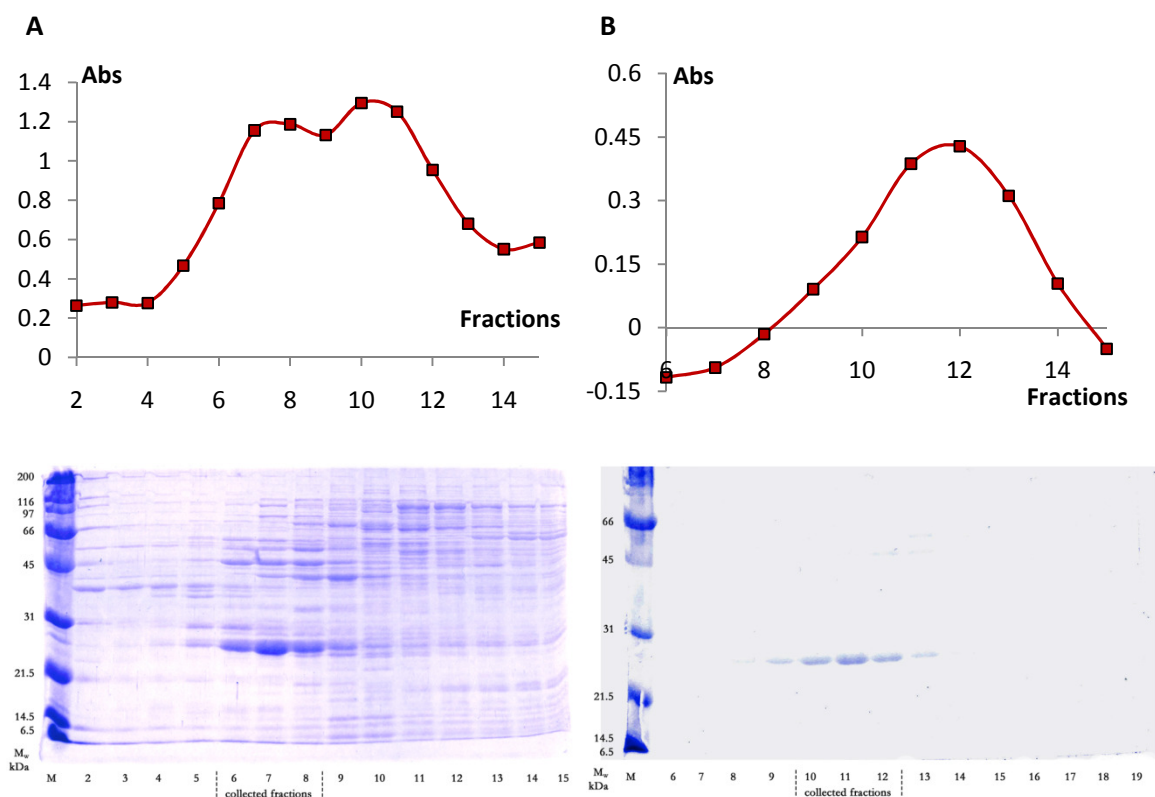 A
Abs
1.4
1.2
1
0.8
0.6
0.4
0.2
0
Fractions
2 4 6 8 10 12 14
B
Abs
0.6
0.45
0.3
0.15
0
-0.15
6 8 10 12 14
Fractions
200
116
97
66
45
31
21.5
14.5
6.5
Mw
kDa
M 2 3 4 5 6 7 8 9 10 11 12 13 14 15
collected fractions
66
45
31
21.5
14.5
6.5
Mw
kDa
M 6 7 8 9 10 11 12 13 14 15 16 17 18 19
collected fractions